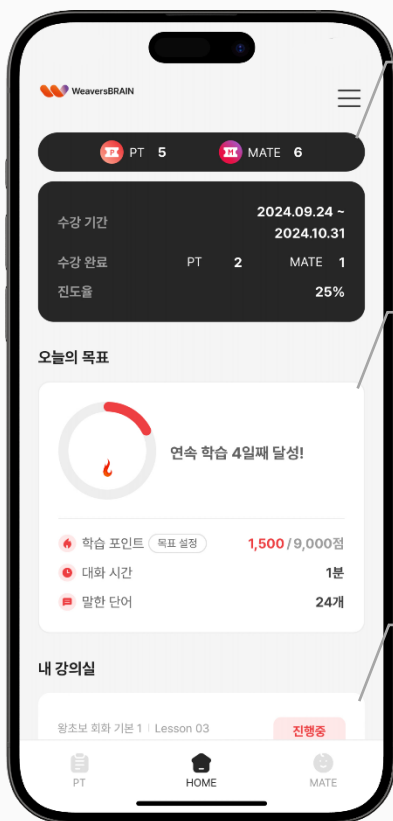 WeaversBRAIN
P PT 5 M MATE 6
수강 기간 2024.09.24 ~
2024.10.31
수강 완료 PT 2 MATE 1
진도율 25%
오늘의 목표
연속 학습 4일째 달성!
학습 포인트 목표 설정 1,500 / 9,000점
대화 시간 1분
말한 단어 24개
내 강의실
왕초보 회화 기본 1 | Lesson 03 진행중
PT HOME MATE